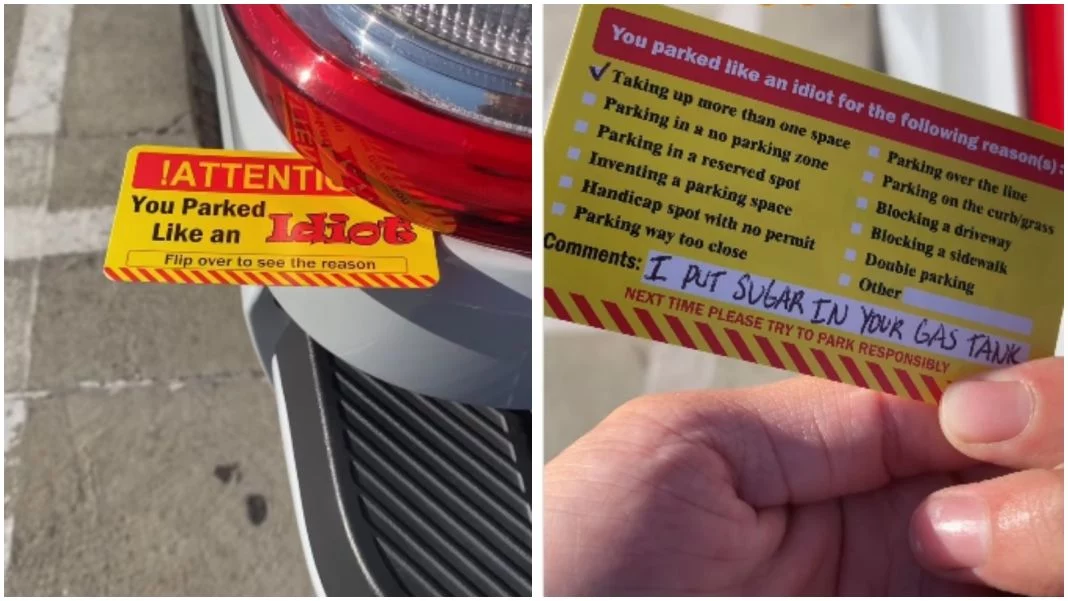 !ATTENTIO
You Parked
Like an Idiot
Flip over to see the reason
You parked like an idiot for the following reason(s):
Taking up more than one space
Parking in a no parking zone
Parking in a reserved spot
Inventing a parking space
Handicap spot with no permit
Parking way too close
Parking over the line
Parking on the curb/grass
Blocking a driveway
Blocking a sidewalk
Double parking
Other
Comments: I PUT SUGAR IN YOUR GAS TANK
NEXT TIME PLEASE TRY TO PARK RESPONSIBLY